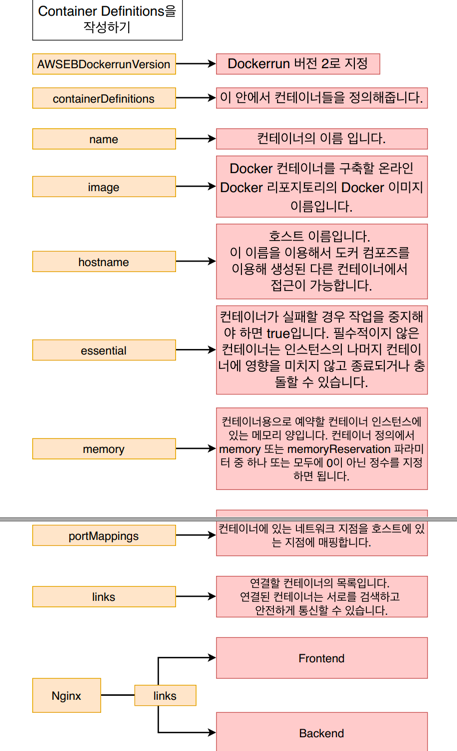 Container Definitions을
작성하기
AWSEBDockerrunVersion
Dockerrun 버전 2로 지정
containerDefinitions
이 안에서 컨테이너들을 정의해줍니다.
name
컨테이너의 이름 입니다.
image
Docker 컨테이너를 구축할 온라인
Docker 리포지토리의 Docker 이미지
이름입니다.
hostname
호스트 이름입니다.
이 이름을 이용해서 도커 컴포즈를
이용해 생성된 다른 컨테이너에서
접근이 가능합니다.
essential
컨테이너가 실패할 경우 작업을 중지해
야 하면 true입니다. 필수적이지 않은
컨테이너는 인스턴스의 나머지 컨테이
너에 영향을 미치지 않고 종료되거나 충
돌할 수 있습니다.
memory
컨테이너용으로 예약할 컨테이너 인스턴스에
있는 메모리 양입니다. 컨테이너 정의에서
memory 또는 memoryReservation 파라미
터 중 하나 또는 모두에 0이 아닌 정수를 지정
하면 됩니다.
portMappings
컨테이너에 있는 네트워크 지점을 호스트에 있
는 지점에 매핑합니다.
links
연결할 컨테이너의 목록입니다.
연결된 컨테이너는 서로를 검색하고
안전하게 통신할 수 있습니다.
Frontend
Nginx
links
Backend